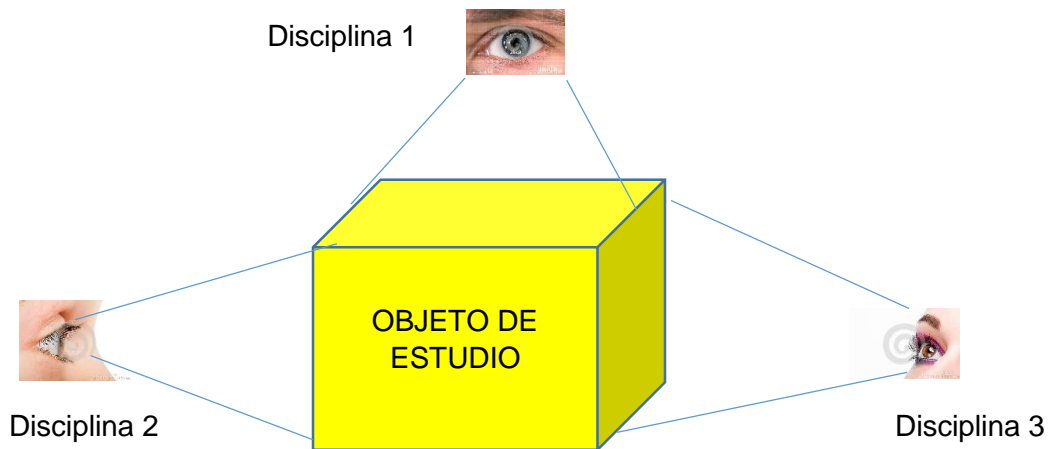 Disciplina 1
OBJETO DE
ESTUDIO
Disciplina 2
Disciplina 3